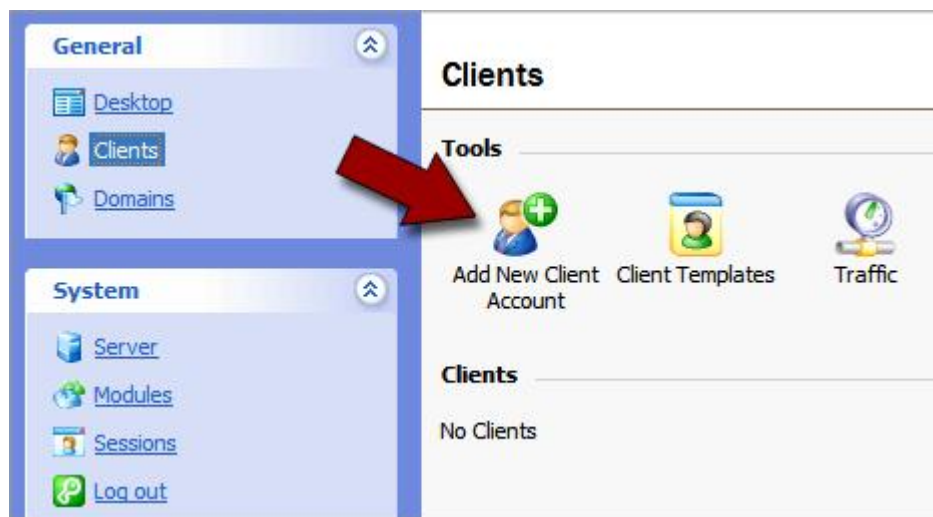 General
Desktop
Clients
Domains
System
Server
Modules
Sessions
Log out
Clients
Tools
Add New Client
Account
Client Templates
Traffic
Clients
No Clients